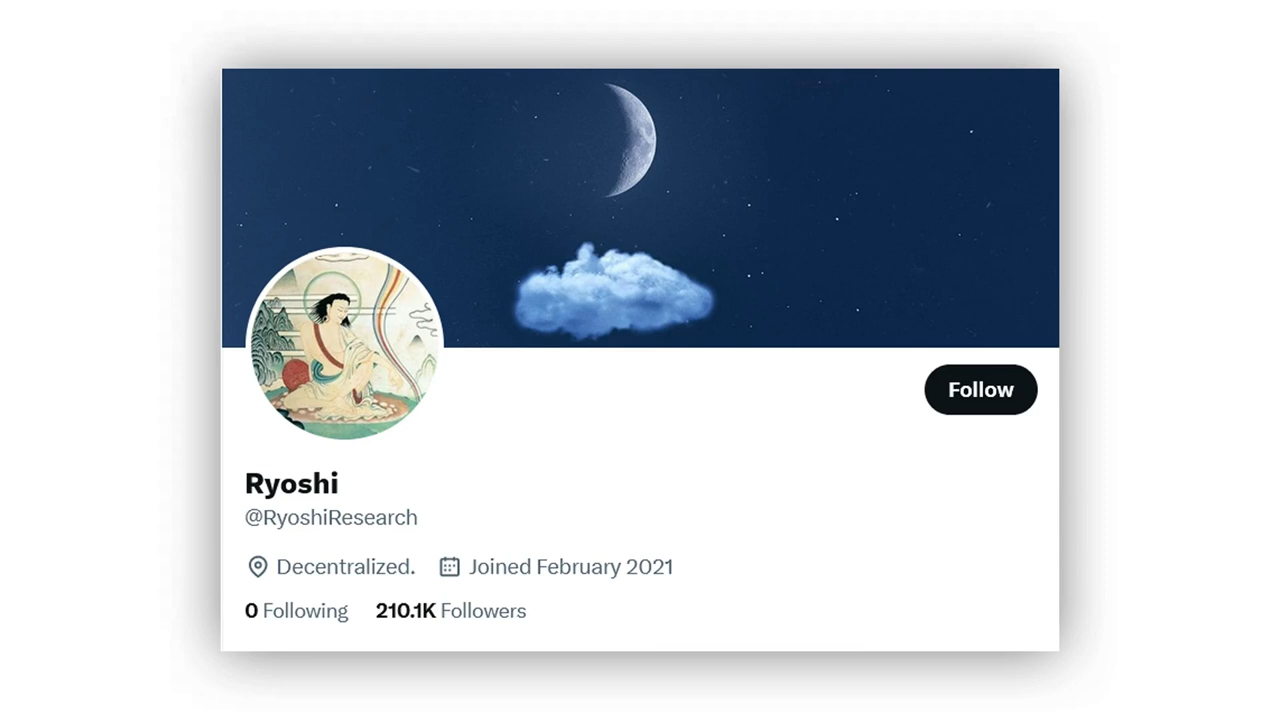 Follow
Ryoshi
@RyoshiResearch
Decentralized. Joined February 2021
0 Following 210.1K Followers